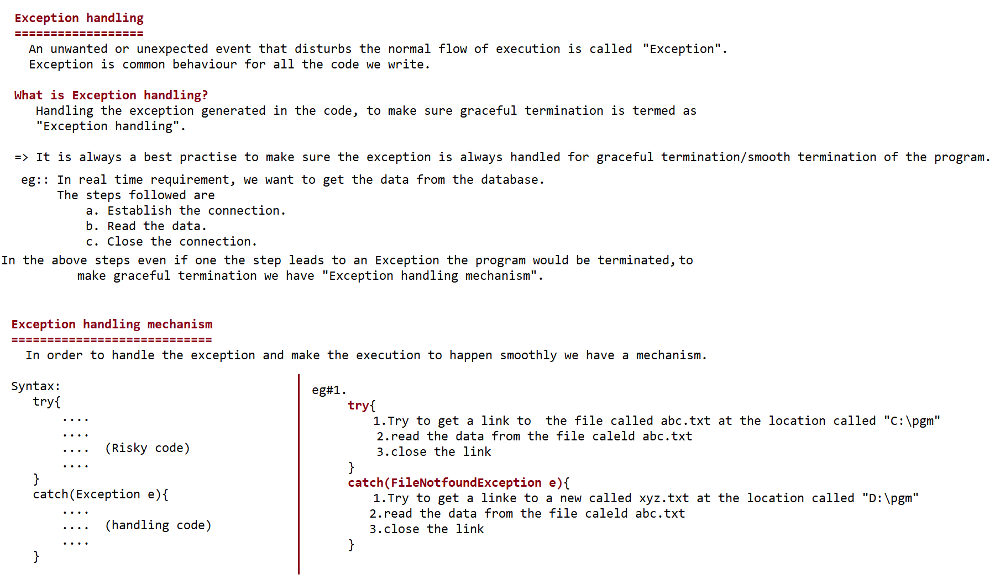 Exception handling
==================
An unwanted or unexpected event that disturbs the normal flow of execution is called "Exception".
Exception is common behaviour for all the code we write.
What is Exception handling?
Handling the exception generated in the code, to make sure graceful termination is termed as
"Exception handling".
=> It is always a best practise to make sure the exception is always handled for graceful termination/smooth termination of the program.
eg:: In real time requirement, we want to get the data from the database.
The steps followed are
a. Establish the connection.
b. Read the data.
c. Close the connection.
In the above steps even if one the step leads to an Exception the program would be terminated, to
make graceful termination we have "Exception handling mechanism".
Exception handling mechanism
============================
In order to handle the exception and make the execution to happen smoothly we have a mechanism.
Syntax:
try{
....
....
.... (Risky code)
....
}
catch(Exception e){
....
.... (handling code)
....
}
eg#1.
try{
1.Try to get a link to  the file called abc.txt at the location called "C:\pgm"
2.read the data from the file caleld abc.txt
3.close the link
}
catch(FileNotfoundException e){
1.Try to get a linke to a new called xyz.txt at the location called "D:\pgm"
2.read the data from the file caleld abc.txt
3.close the link
}